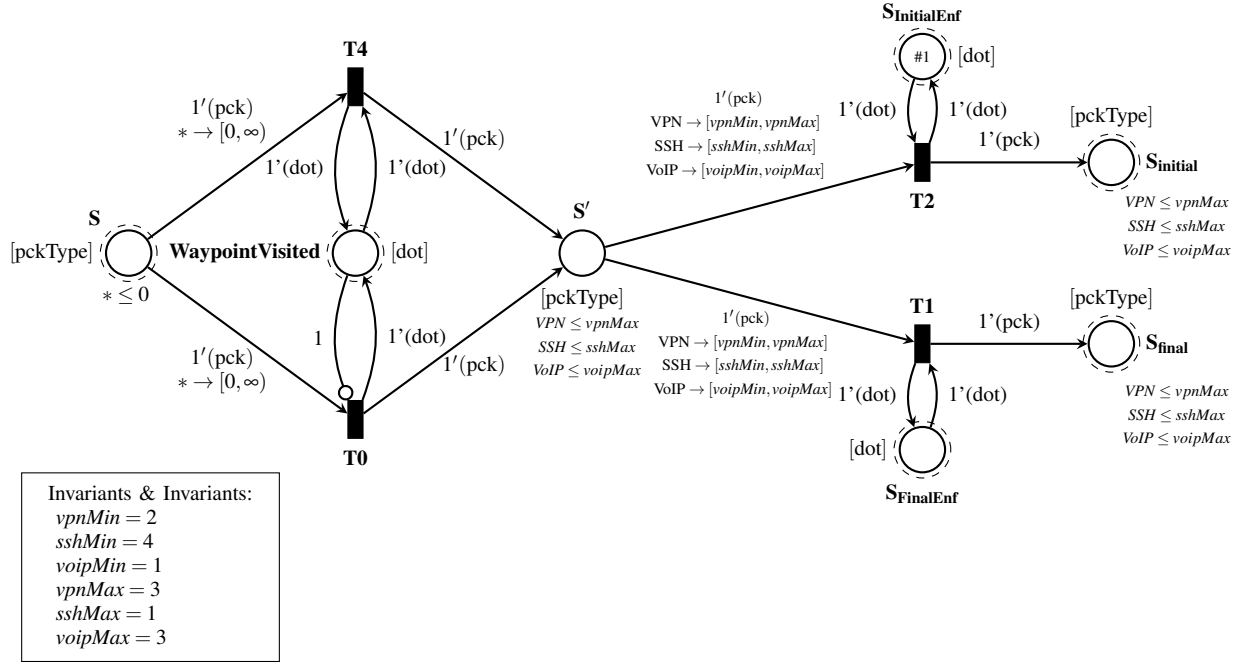 S_InitialEnf
#1
[dot]
T4
1′(pck)
∗ → [0, ∞)
1′(pck)
1'(dot)
1'(dot)
1′(pck)
VPN → [vpnMin, vpnMax]
SSH → [sshMin, sshMax]
VoIP → [voipMin, voipMax]
1'(dot)
1'(dot)
1'(pck)
[pckType]
T2
S_initial
VPN ≤ vpnMax
SSH ≤ sshMax
VoIP ≤ voipMax
S
[pckType]
∗ ≤ 0
WaypointVisited
[dot]
S′
[pckType]
VPN ≤ vpnMax
SSH ≤ sshMax
VoIP ≤ voipMax
1′(pck)
∗ → [0, ∞)
1
1'(dot)
1'(pck)
T0
1′(pck)
VPN → [vpnMin, vpnMax]
SSH → [sshMin, sshMax]
VoIP → [voipMin, voipMax]
T1
1'(pck)
[pckType]
S_final
VPN ≤ vpnMax
SSH ≤ sshMax
VoIP ≤ voipMax
1'(dot)
1'(dot)
[dot]
S_FinalEnf
Invariants & Invariants:
vpnMin = 2
sshMin = 4
voipMin = 1
vpnMax = 3
sshMax = 1
voipMax = 3